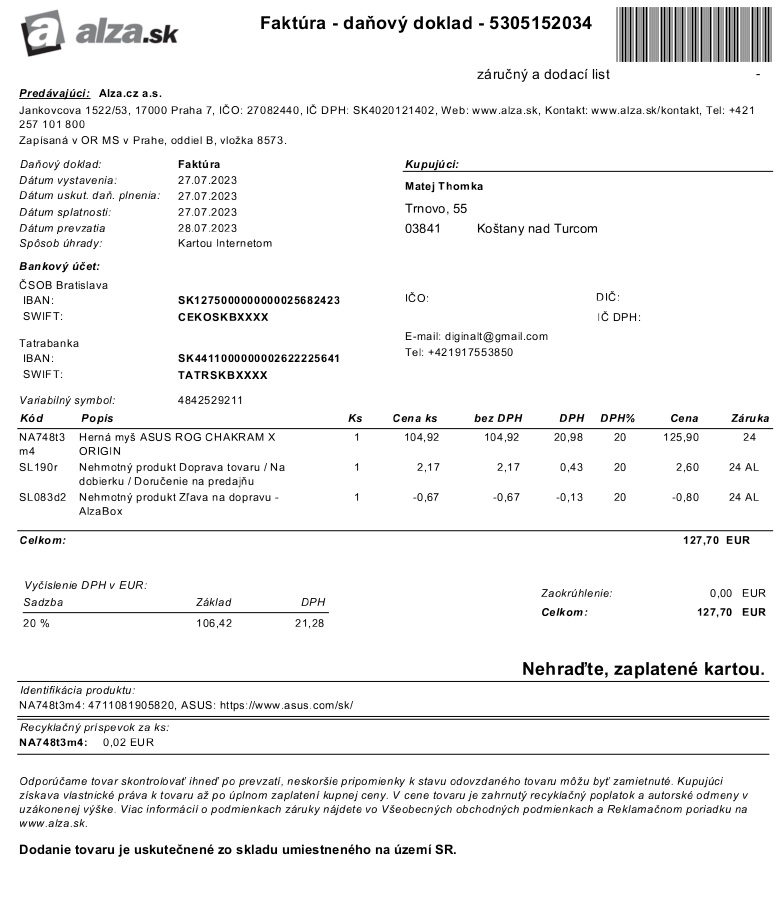 alza.sk
Faktúra - daňový doklad - 5305152034
záručný a dodací list -
Predávajúci: Alza.cz a.s.
Jankovcova 1522/53, 17000 Praha 7, IČO: 27082440, IČ DPH: SK4020121402, Web: www.alza.sk, Kontakt: www.alza.sk/kontakt, Tel: +421
257 101 800
Zapísaná v OR MS v Prahe, oddiel B, vložka 8573.
Daňový doklad: Faktúra
Dátum vystavenia: 27.07.2023
Dátum uskut. daň. plnenia: 27.07.2023
Dátum splatnosti: 27.07.2023
Dátum prevzatia 28.07.2023
Spôsob úhrady: Kartou Internetom
Kupujúci:
Matej Thomka
Trnovo, 55
03841 Koštany nad Turcom
Bankový účet:
ČSOB Bratislava
IBAN: SK1275000000000025682423
SWIFT: CEKOSKBXXXX
Tatrabanka
IBAN: SK4411000000002622225641
SWIFT: TATRSKBXXXX
IČO: DIČ:
IČ DPH:
E-mail: diginalt@gmail.com
Tel: +421917553850
Variabilný symbol: 4842529211
Kód Popis Ks Cena ks bez DPH DPH DPH% Cena Záruka
NA748t3 Herná myš ASUS ROG CHAKRAM X 1 104,92 104,92 20,98 20 125,90 24
m4 ORIGIN
SL190r Nehmotný produkt Doprava tovaru / Na 1 2,17 2,17 0,43 20 2,60 24 AL
dobierku / Doručenie na predajňu
SL083d2 Nehmotný produkt Zľava na dopravu - 1 -0,67 -0,67 -0,13 20 -0,80 24 AL
AlzaBox
Celkom: 127,70 EUR
Vyčíslenie DPH v EUR:
Sadzba Základ DPH
20 % 106,42 21,28
Zaokrúhlenie: 0,00 EUR
Celkom: 127,70 EUR
Nehraďte, zaplatené kartou.
Identifikácia produktu:
NA748t3m4: 4711081905820, ASUS: https://www.asus.com/sk/
Recyklačný príspevok za ks:
NA748t3m4: 0,02 EUR
Odporúčame tovar skontrolovať ihneď po prevzatí, neskoršie pripomienky k stavu odovzdaného tovaru môžu byť zamietnuté. Kupujúci
získava vlastnické práva k tovaru až po úplnom zaplatení kupnej ceny. V cene tovaru je zahrnutý recyklačný poplatok a autorské odmeny v
uzákonenej výške. Viac informácií o podmienkach záruky nájdete vo Všeobecných obchodných podmienkach a Reklamačnom poriadku na
www.alza.sk.
Dodanie tovaru je uskutečnené zo skladu umiestneného na území SR.